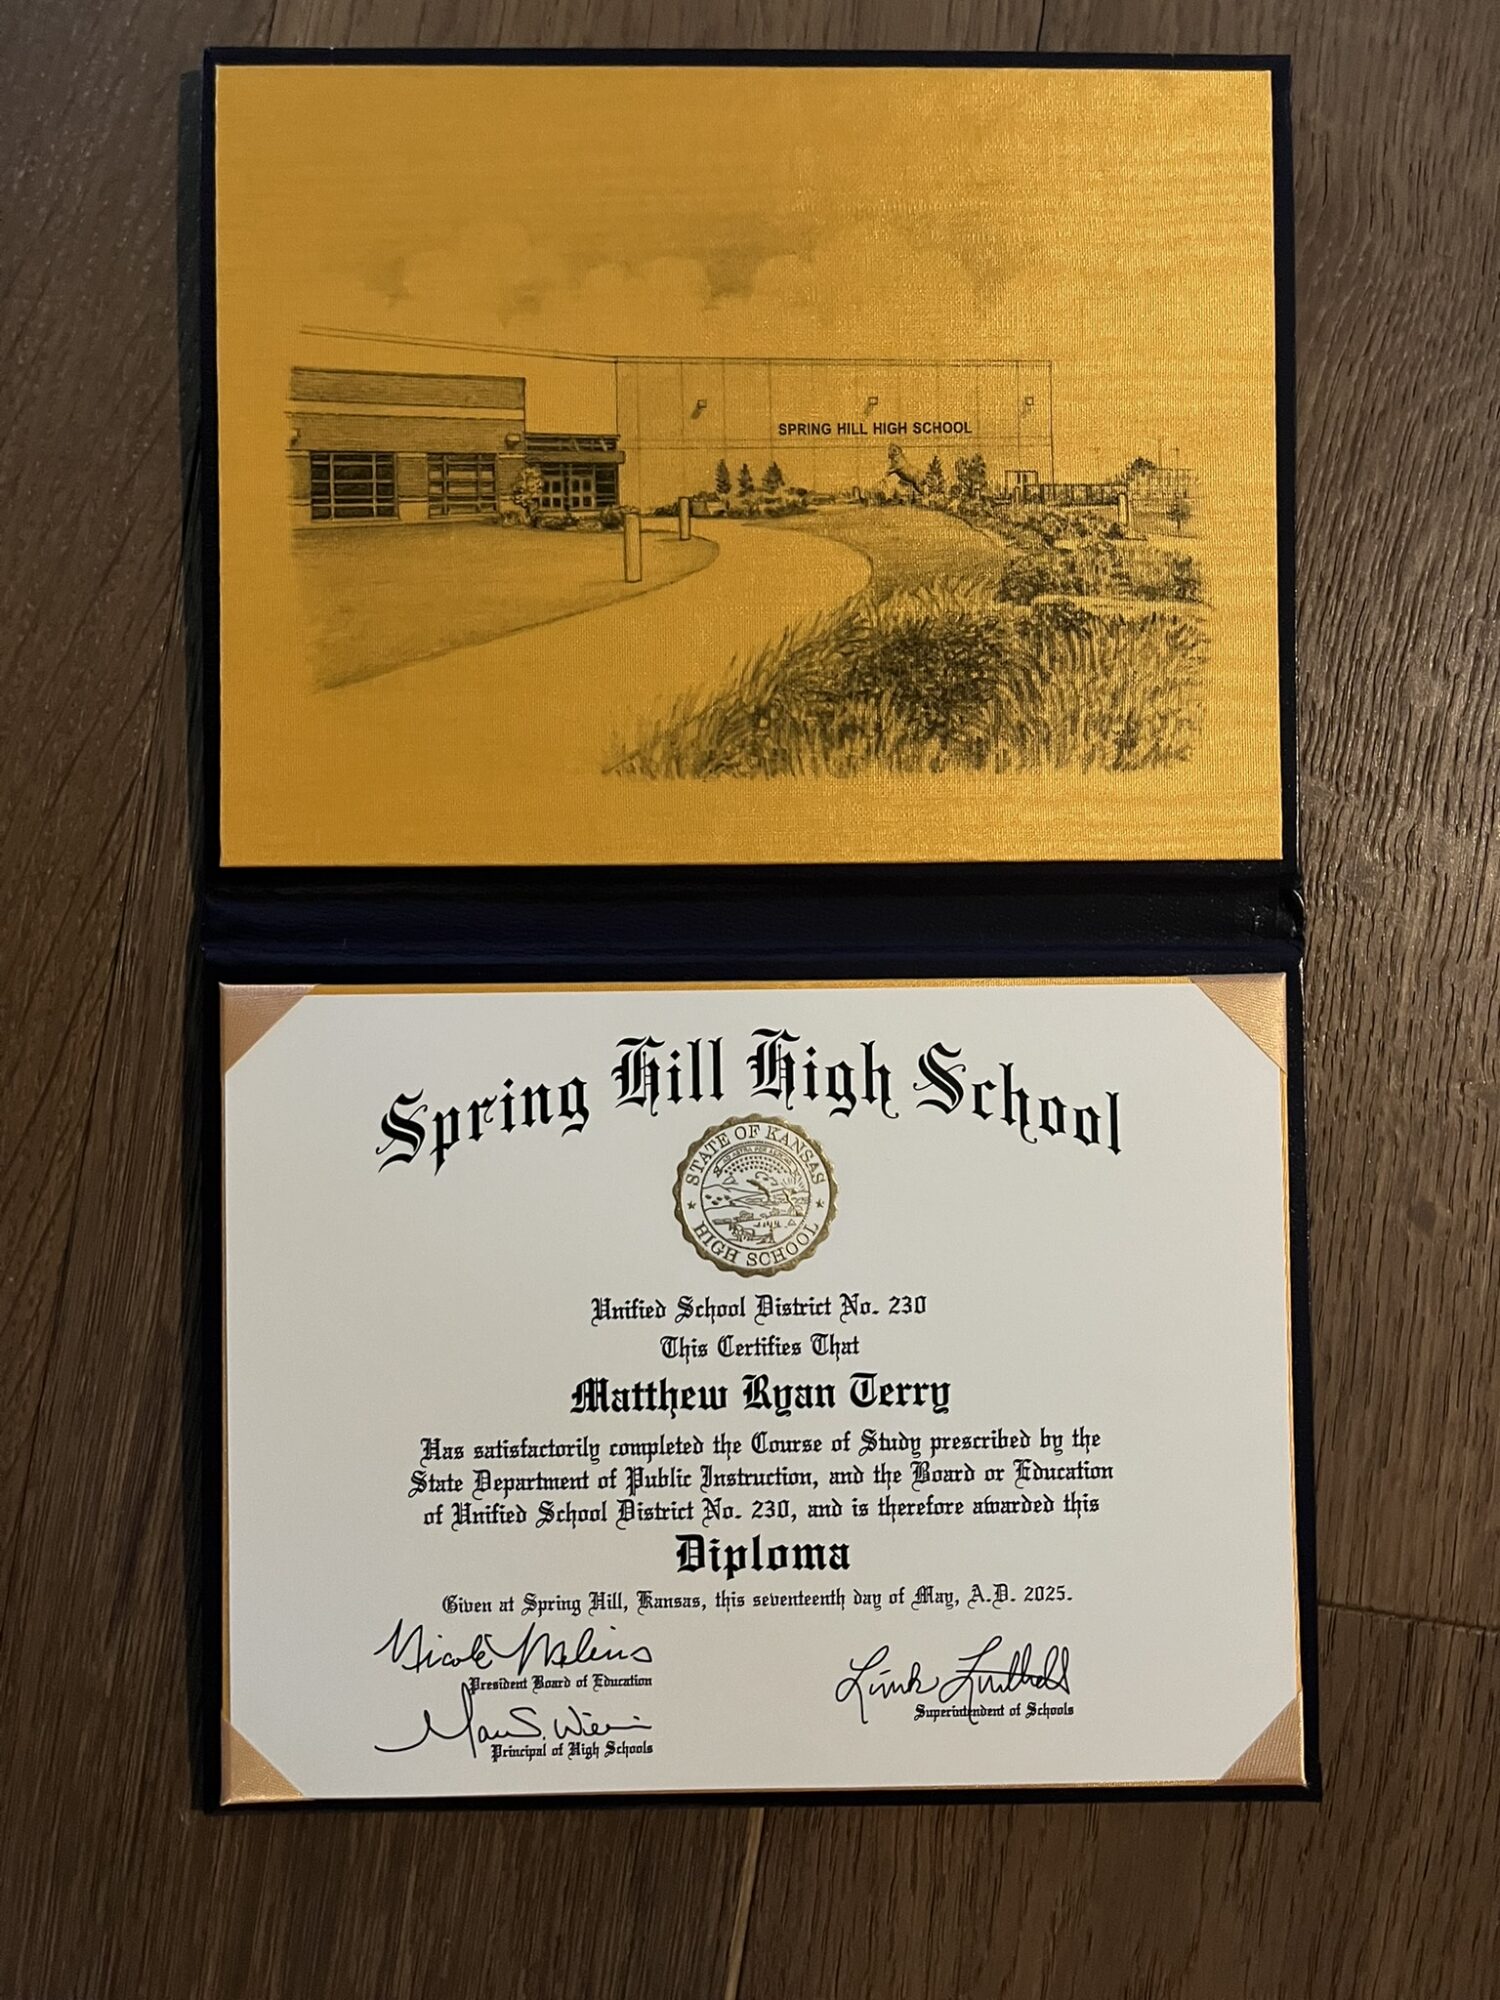 SPRING HILL HIGH SCHOOL
Spring Hill High School
STATE OF KANSAS
HIGH SCHOOL
Unified School District No. 230
This Certifies That
Matthew Ryan Terry
Has satisfactorily completed the Course of Study prescribed by the
State Department of Public Instruction, and the Board or Education
of Unified School District No. 230, and is therefore awarded this
Diploma
Given at Spring Hill, Kansas, this seventeenth day of May, A.D. 2025.
President Board of Education
Superintendent of Schools
Principal of High Schools